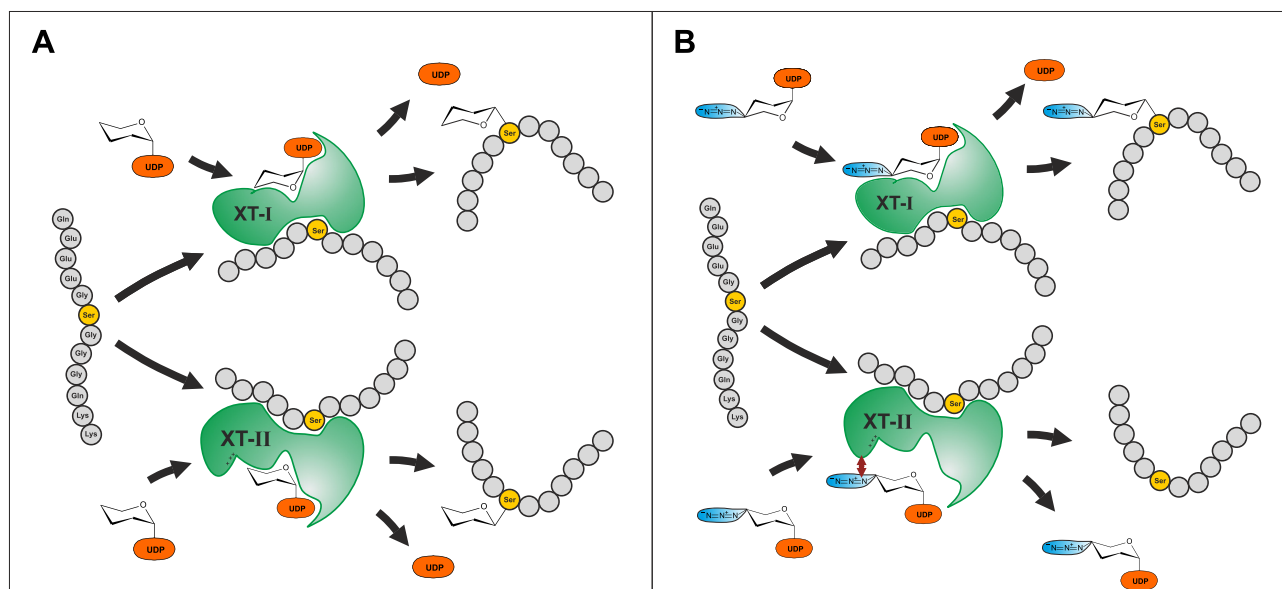 A
UDP
UDP
UDP
Ser
XT-I
Ser
Gln
Glu
Glu
Glu
Gly
Ser
Gly
Gly
Gly
Gln
Lys
Lys
Ser
XT-II
+++
UDP
Ser
UDP
UDP
B
UDP
−N=N+=N
UDP
−N=N+=N
UDP
−N=N+=N
Ser
−N=N+=N
XT-I
Ser
Gln
Glu
Glu
Glu
Gly
Ser
Gly
Gly
Gly
Gln
Lys
Lys
Ser
XT-II
+++
−N=N+=N
UDP
Ser
−N=N+=N
UDP
−N=N+=N
UDP